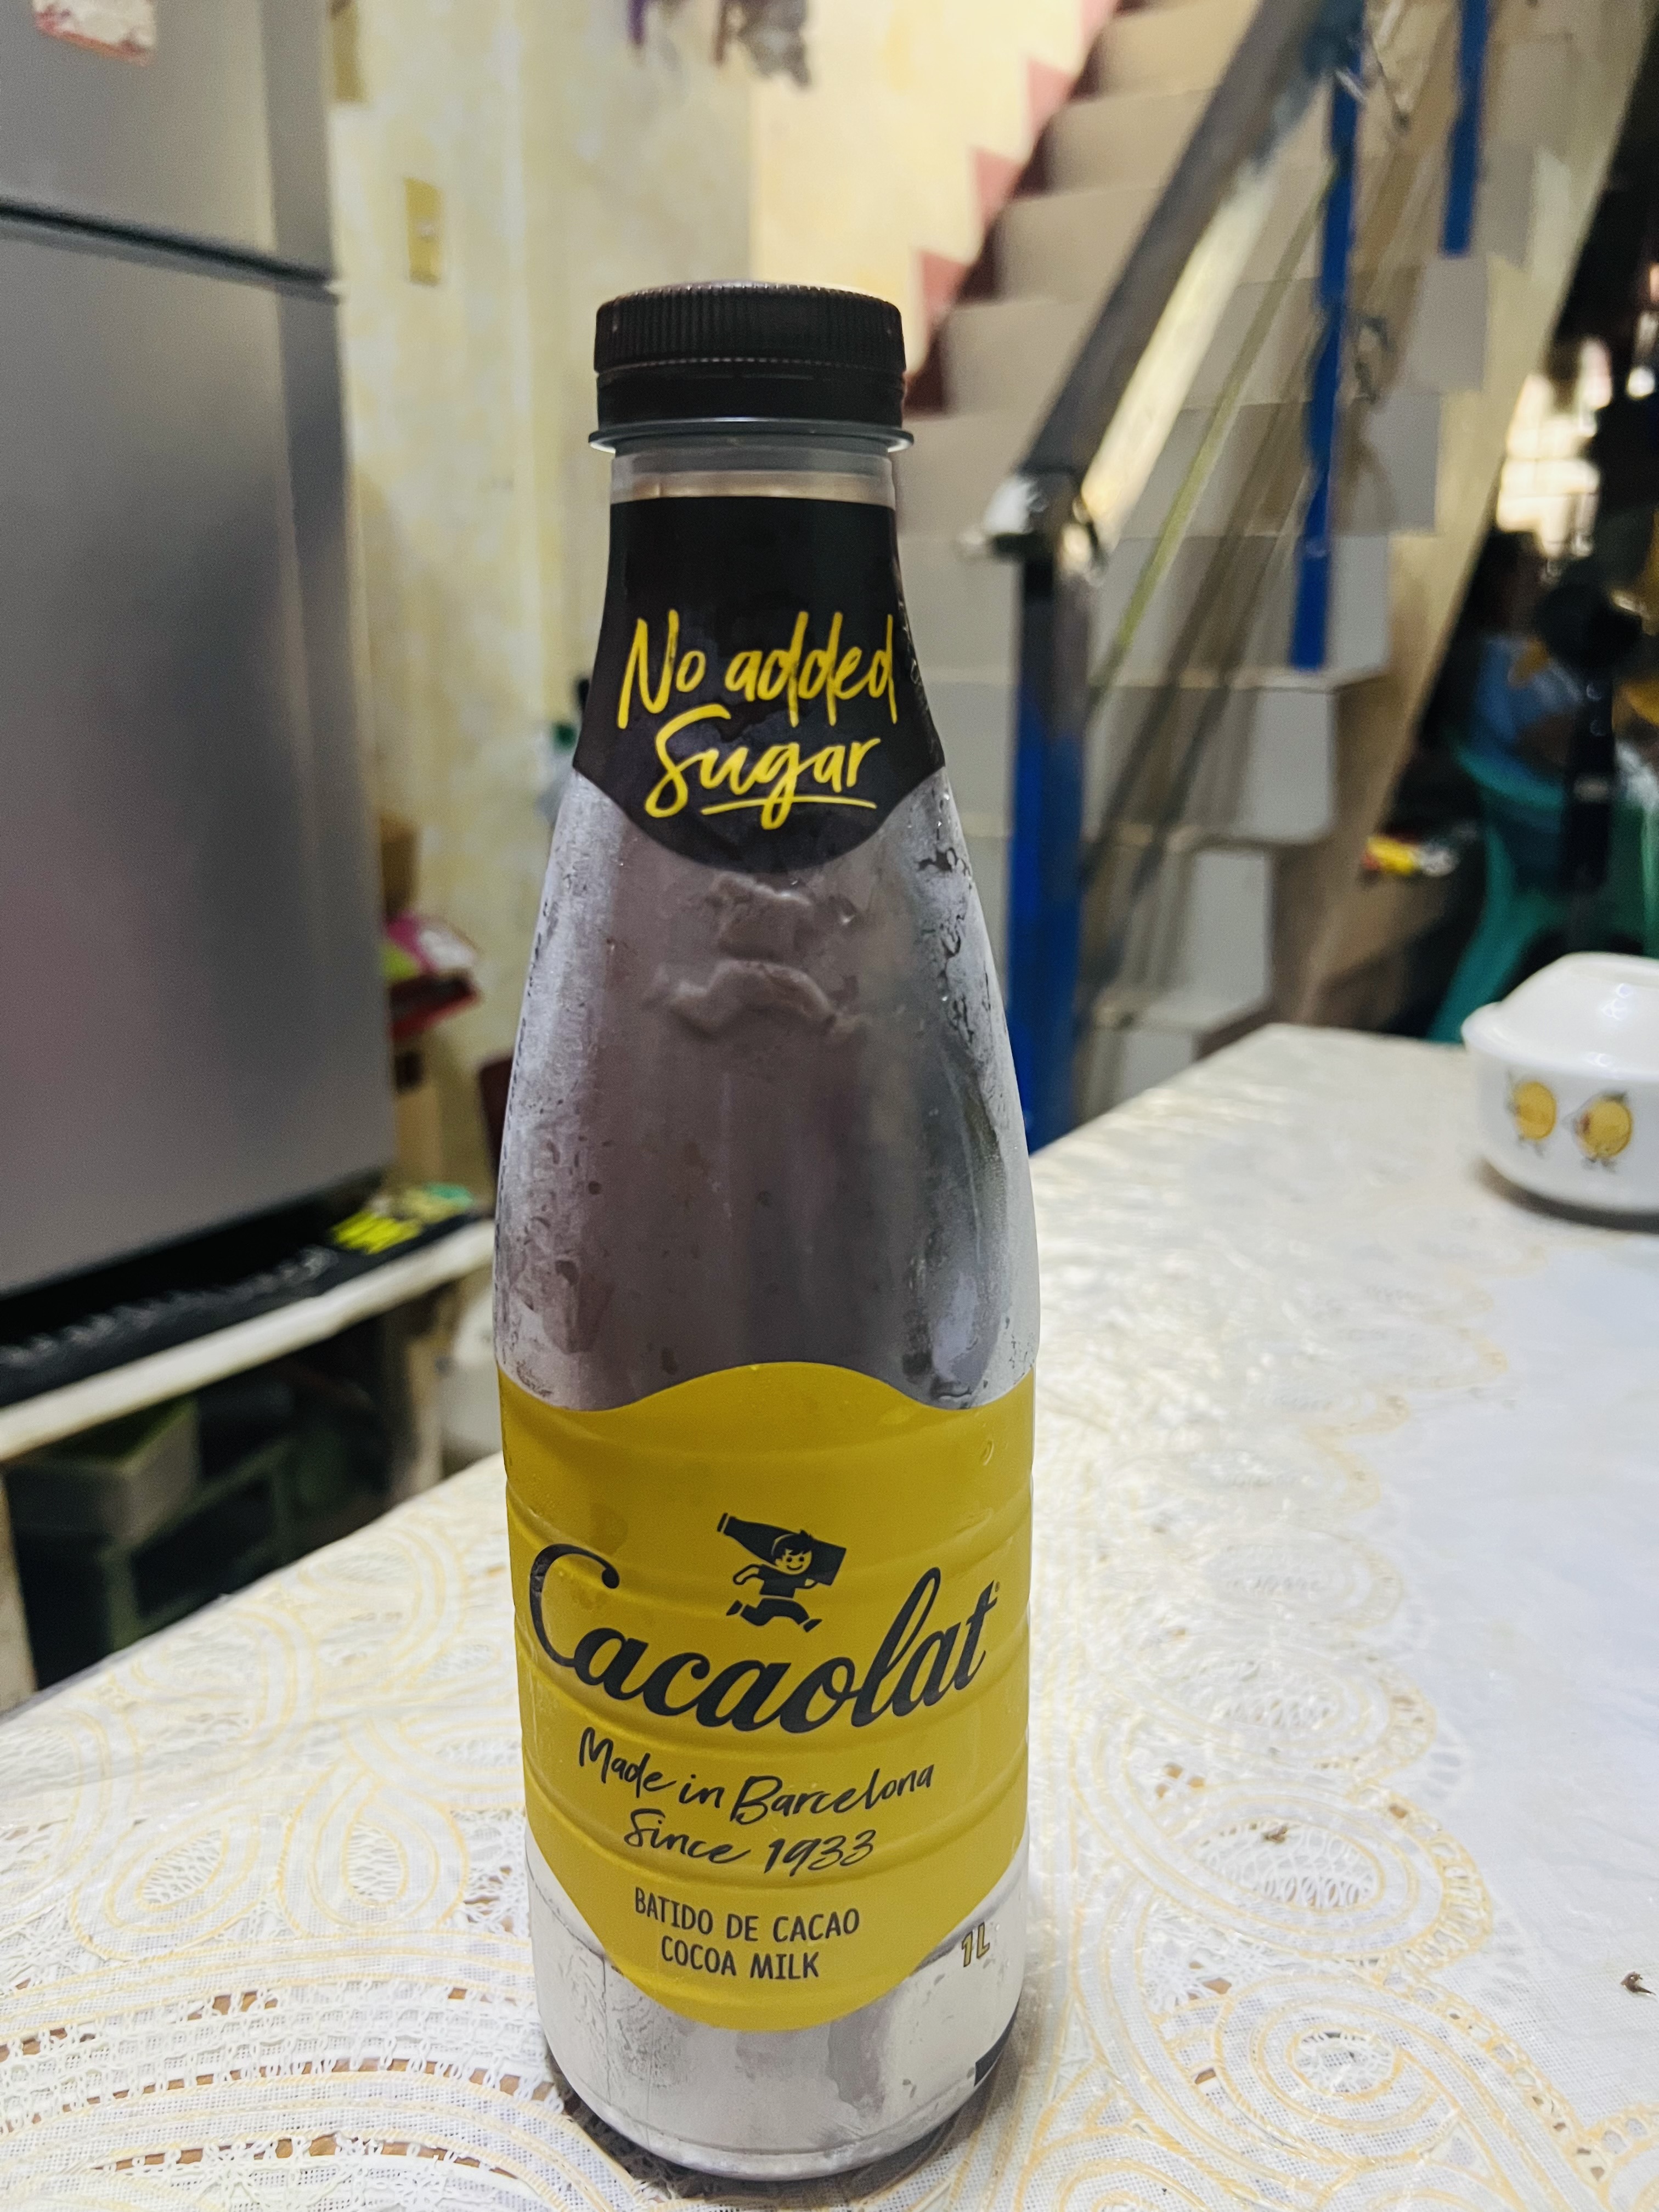 No added
Sugar
Cacaolat
Made in Barcelona
Since 1933
BATIDO DE CACAO
COCOA MILK
1L